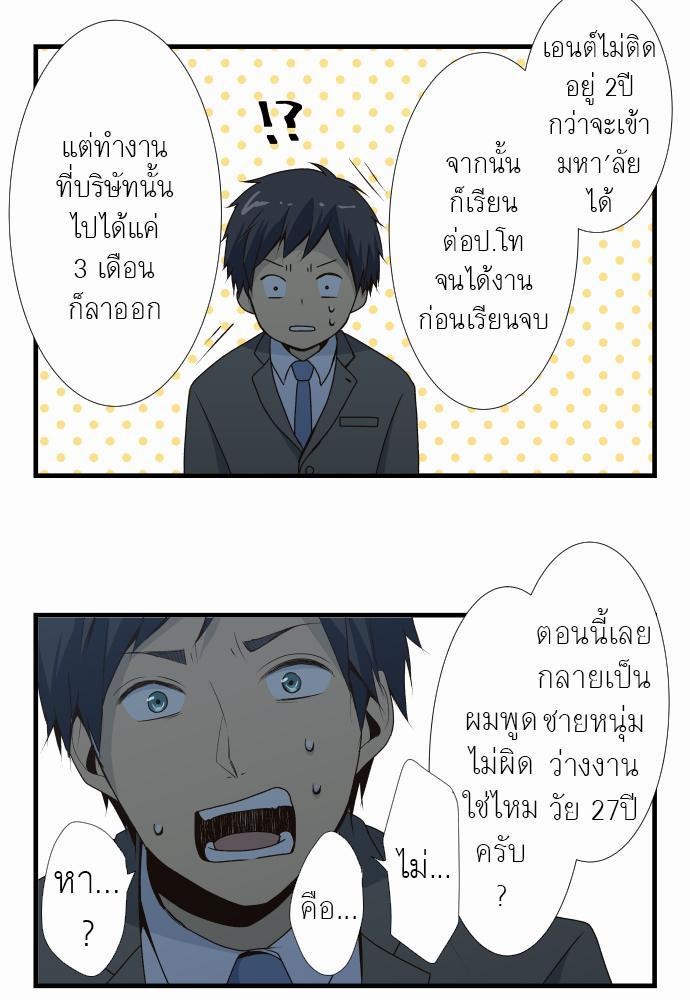 เอนต์ไม่ติด
อยู่ 2ปี
กว่าจะเข้า
มหา'ลัย
ได้
จากนั้น
ก็เรียน
ต่อป.โท
จนได้งาน
ก่อนเรียนจบ
!?
แต่ทำงาน
ที่บริษัทนั้น
ไปได้แค่
3 เดือน
ก็ลาออก
ตอนนี้เลย
กลายเป็น
ชายหนุ่ม
ว่างงาน
วัย 27ปี
ผมพูด
ไม่ผิด
ใช่ไหม
ครับ
?
ไม่...
คือ...
หา...
?